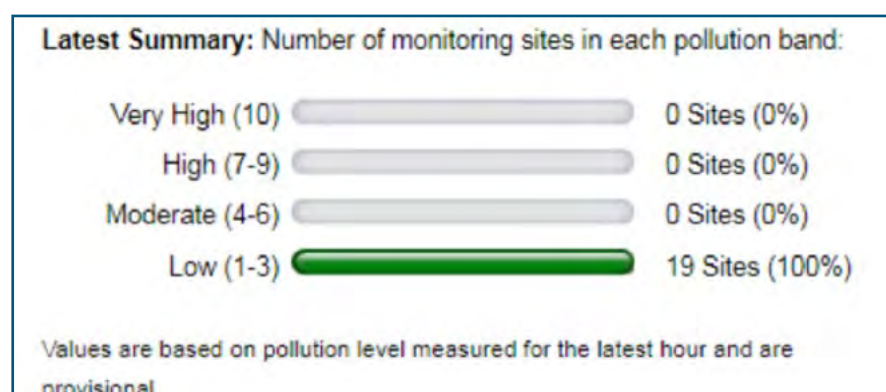 Latest Summary: Number of monitoring sites in each pollution band:
Very High (10) 0 Sites (0%)
High (7-9) 0 Sites (0%)
Moderate (4-6) 0 Sites (0%)
Low (1-3) 19 Sites (100%)
Values are based on pollution level measured for the latest hour and are
provisional